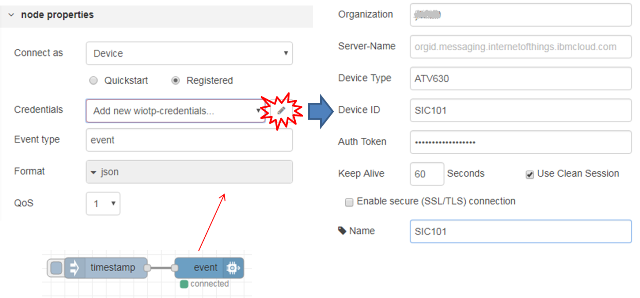 node properties
Connect as
Device
Quickstart
Registered
Credentials
Add new wiotp-credentials...
Event type
event
Format
json
QoS
1
timestamp
event
connected
Organization
Server-Name
orgid.messaging.internetofthings.ibmcloud.com
Device Type
ATV630
Device ID
SIC101
Auth Token
••••••••••••••••••
Keep Alive
60
Seconds
Use Clean Session
Enable secure (SSL/TLS) connection
Name
SIC101